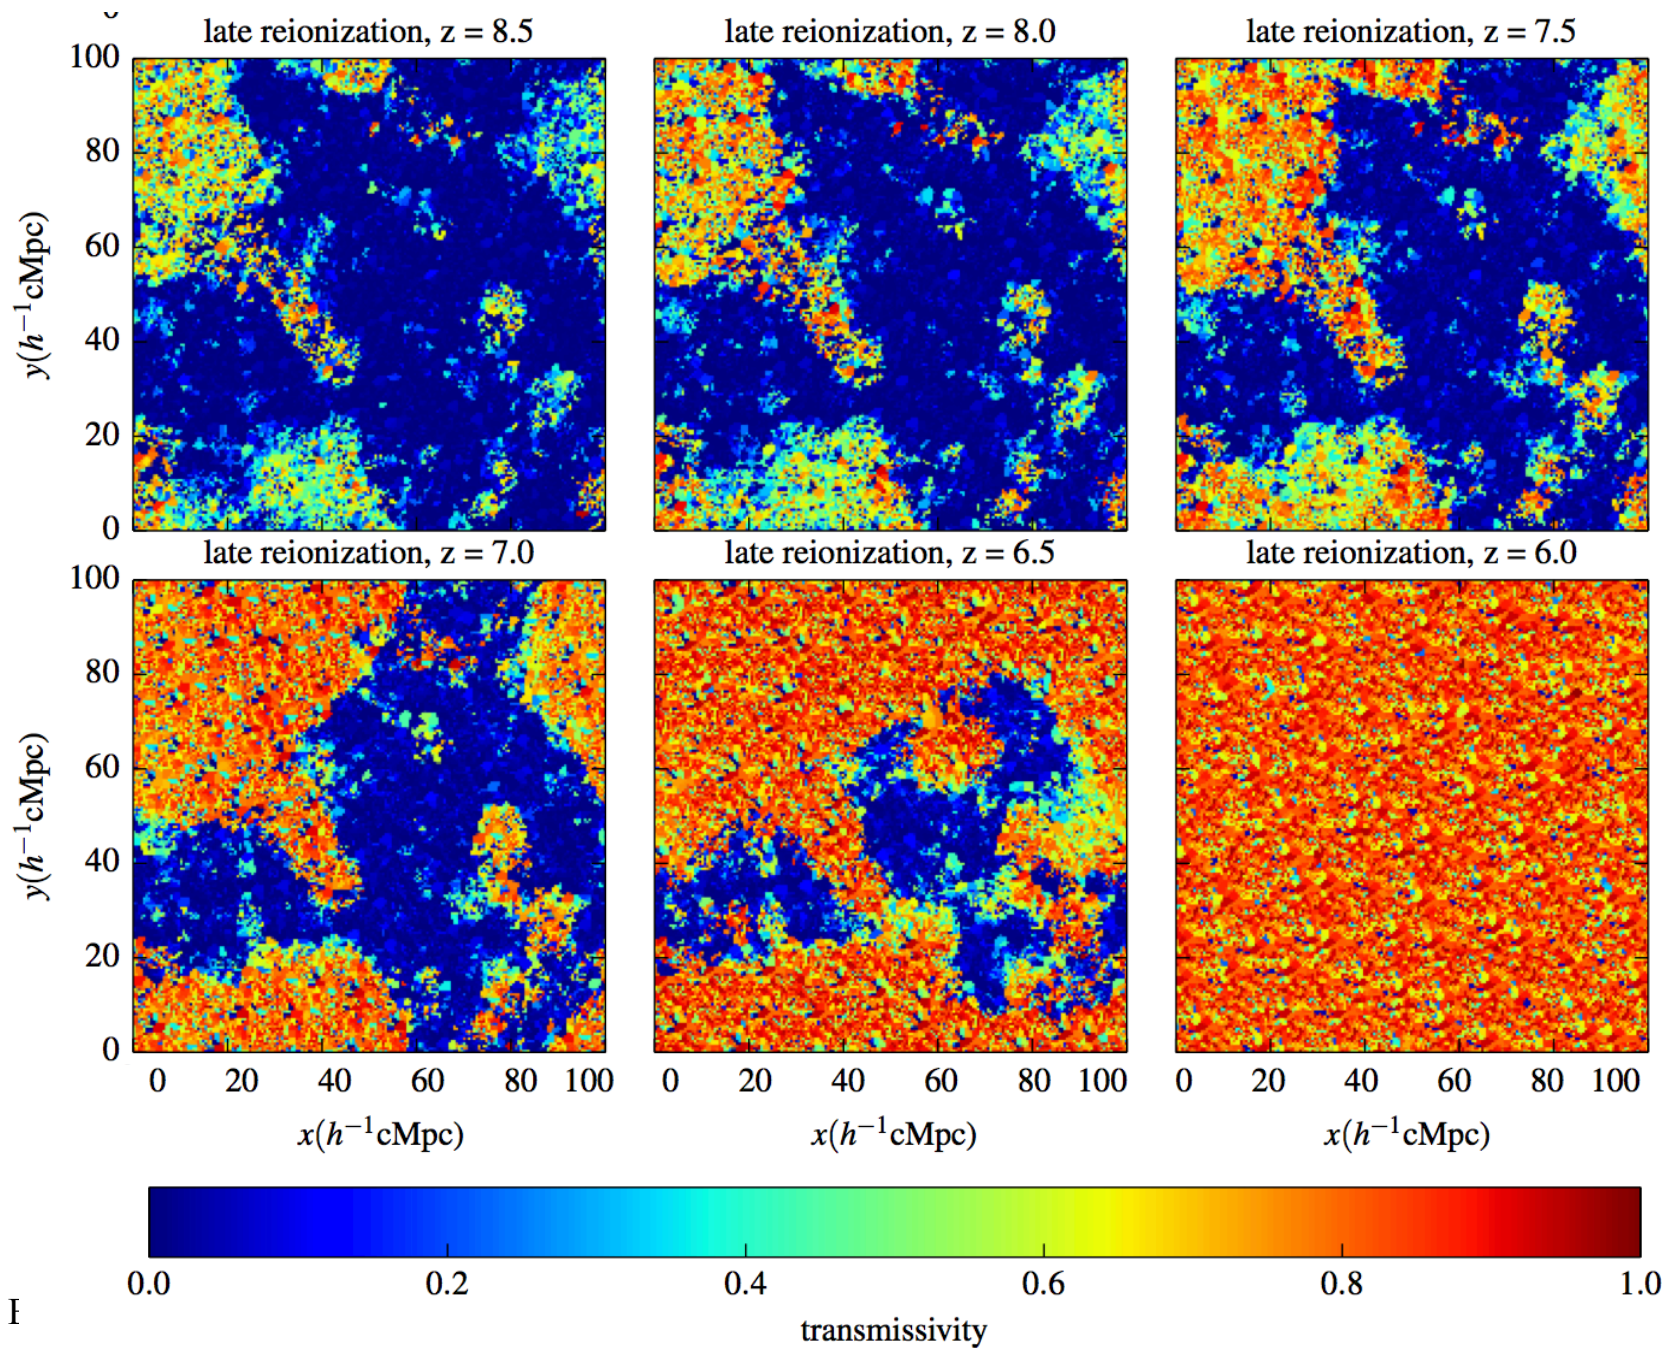 late reionization, z = 8.5
late reionization, z = 8.0
late reionization, z = 7.5
100
80
60
40
20
0
y(h⁻¹cMpc)
late reionization, z = 7.0
late reionization, z = 6.5
late reionization, z = 6.0
100
80
60
40
20
0
y(h⁻¹cMpc)
0 20 40 60 80 100
0 20 40 60 80 100
0 20 40 60 80 100
x(h⁻¹cMpc)
x(h⁻¹cMpc)
x(h⁻¹cMpc)
0.0 0.2 0.4 0.6 0.8 1.0
transmissivity